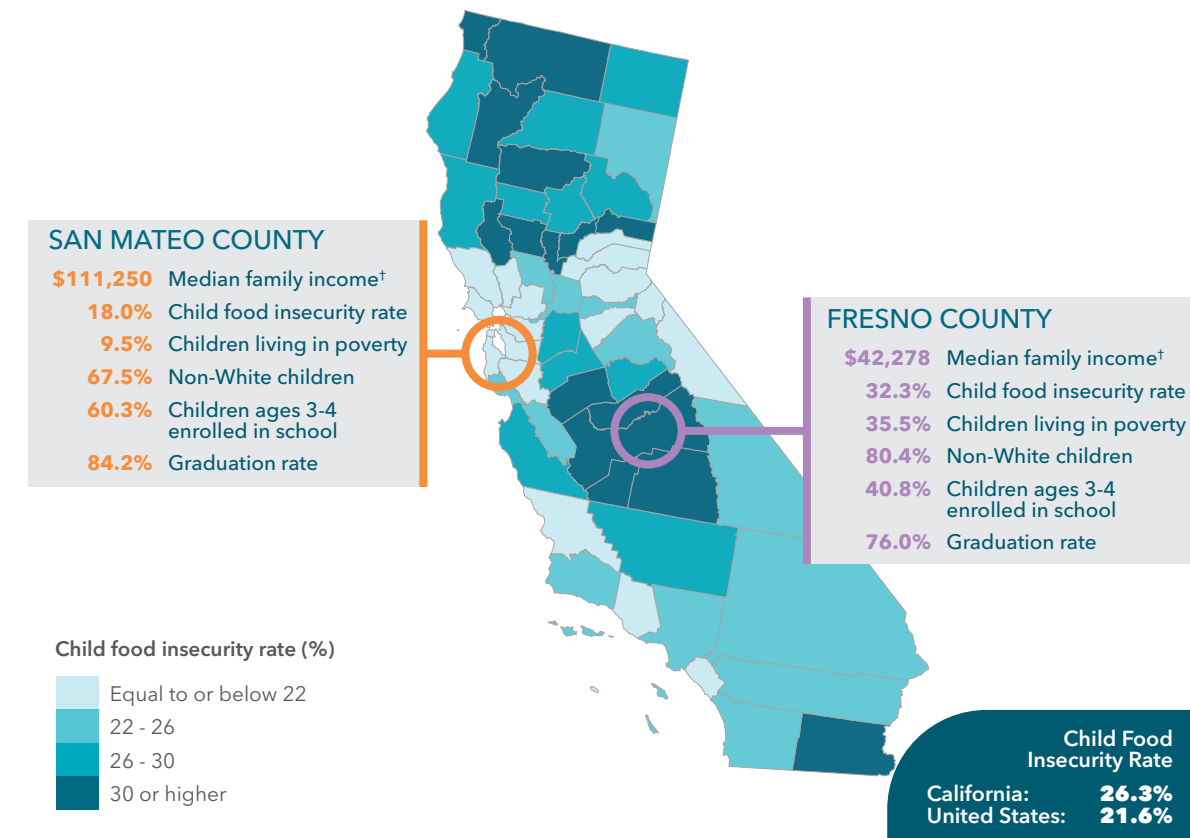 SAN MATEO COUNTY
$111,250 Median family income†
18.0% Child food insecurity rate
9.5% Children living in poverty
67.5% Non-White children
60.3% Children ages 3-4
enrolled in school
84.2% Graduation rate
FRESNO COUNTY
$42,278 Median family income†
32.3% Child food insecurity rate
35.5% Children living in poverty
80.4% Non-White children
40.8% Children ages 3-4
enrolled in school
76.0% Graduation rate
Child food insecurity rate (%)
Equal to or below 22
22 - 26
26 - 30
30 or higher
Child Food
Insecurity Rate
California: 26.3%
United States: 21.6%